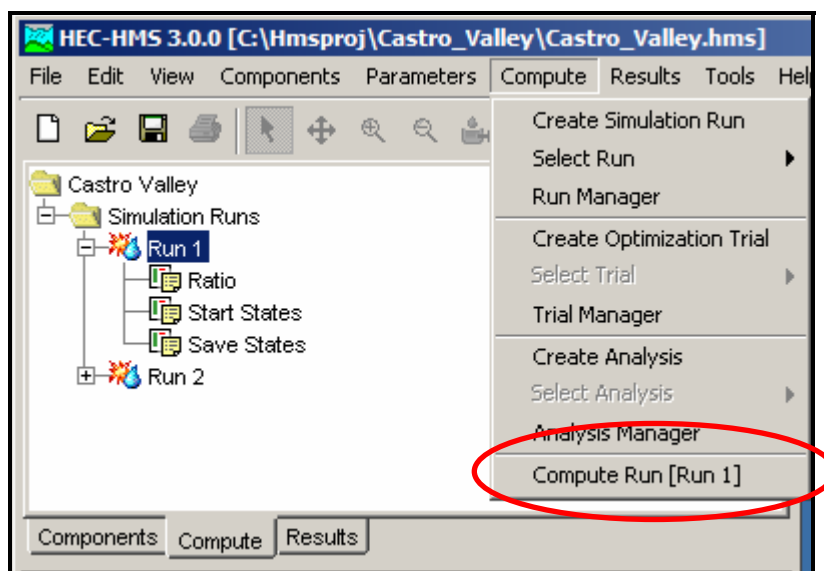 HEC-HMS 3.0.0 [C:\Hmsproj\Castro_Valley\Castro_Valley.hms]
File Edit View Components Parameters Compute Results Tools Hel
Create Simulation Run
Select Run
Run Manager
Create Optimization Trial
Select Trial
Trial Manager
Create Analysis
Select Analysis
Analysis Manager
Compute Run [Run 1]
Castro Valley
Simulation Runs
Run 1
Ratio
Start States
Save States
Run 2
Components Compute Results